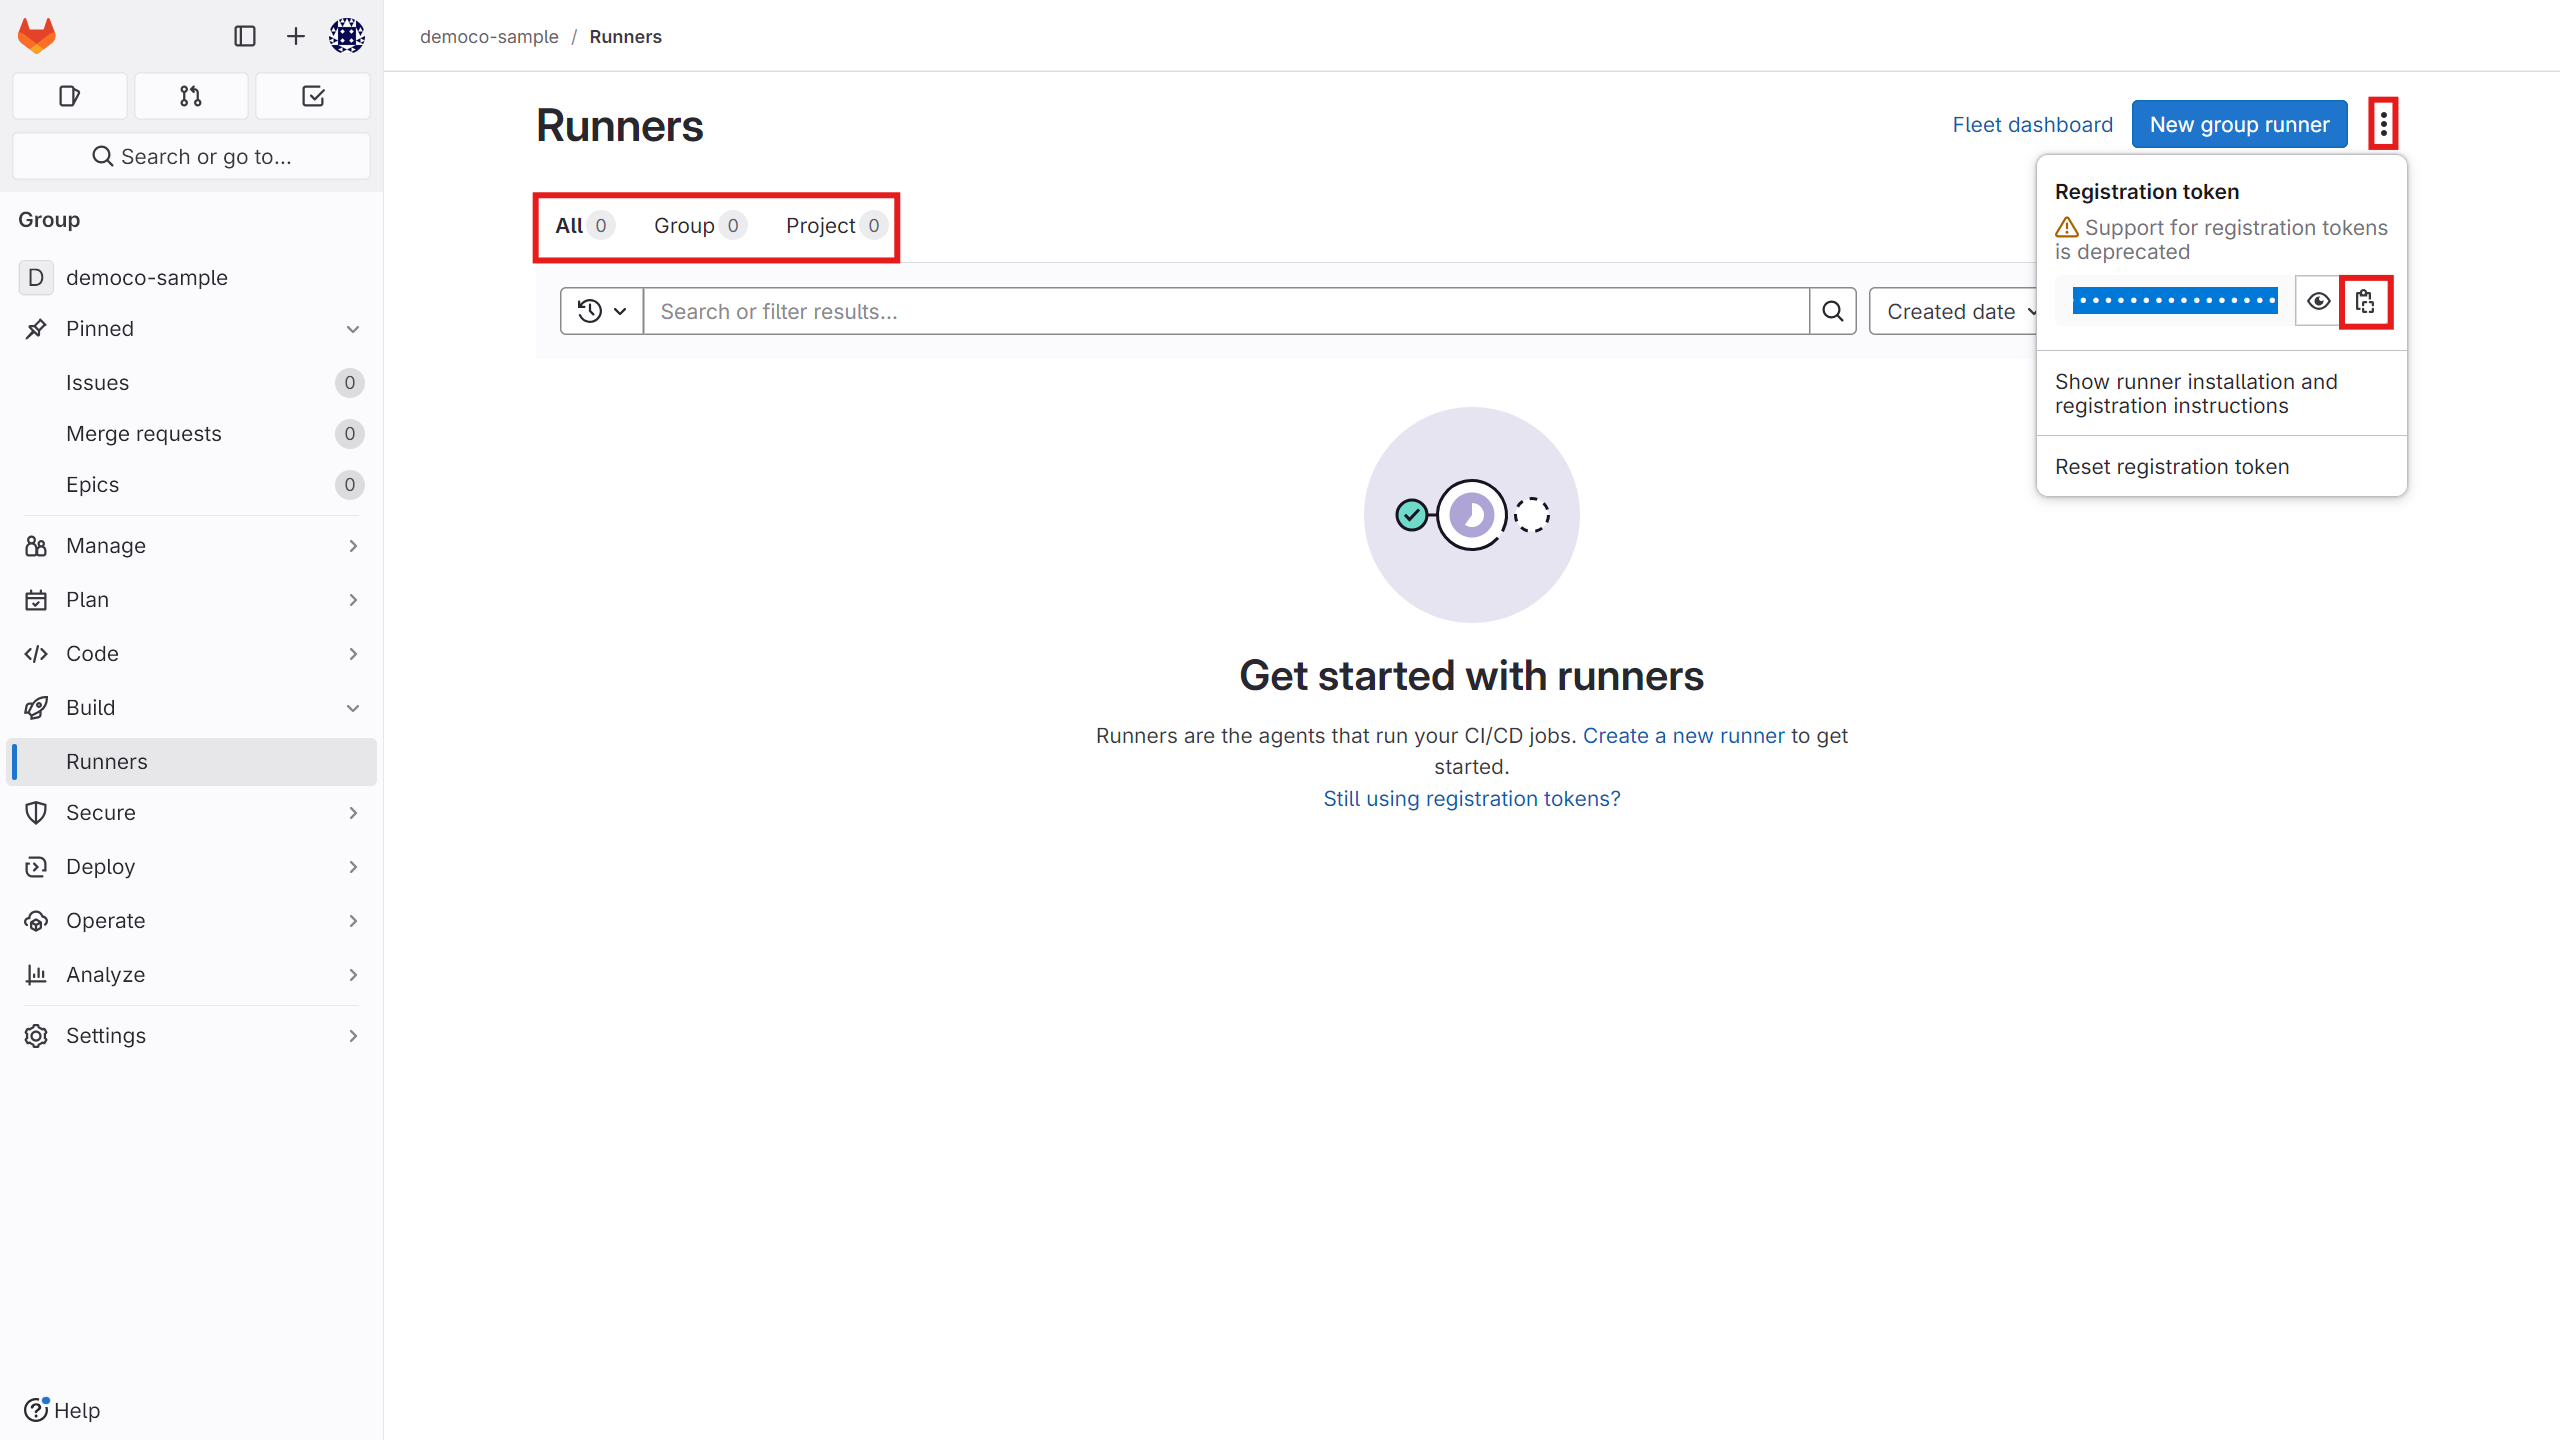 democo-sample / Runners
Search or go to...
Group
D democo-sample
Pinned
Issues 0
Merge requests 0
Epics 0
Manage
Plan
Code
Build
Runners
Secure
Deploy
Operate
Analyze
Settings
Help
Runners
Fleet dashboard
New group runner
All 0
Group 0
Project 0
Search or filter results...
Created date
Registration token
Support for registration tokens
is deprecated
Show runner installation and
registration instructions
Reset registration token
Get started with runners
Runners are the agents that run your CI/CD jobs. Create a new runner to get
started.
Still using registration tokens?